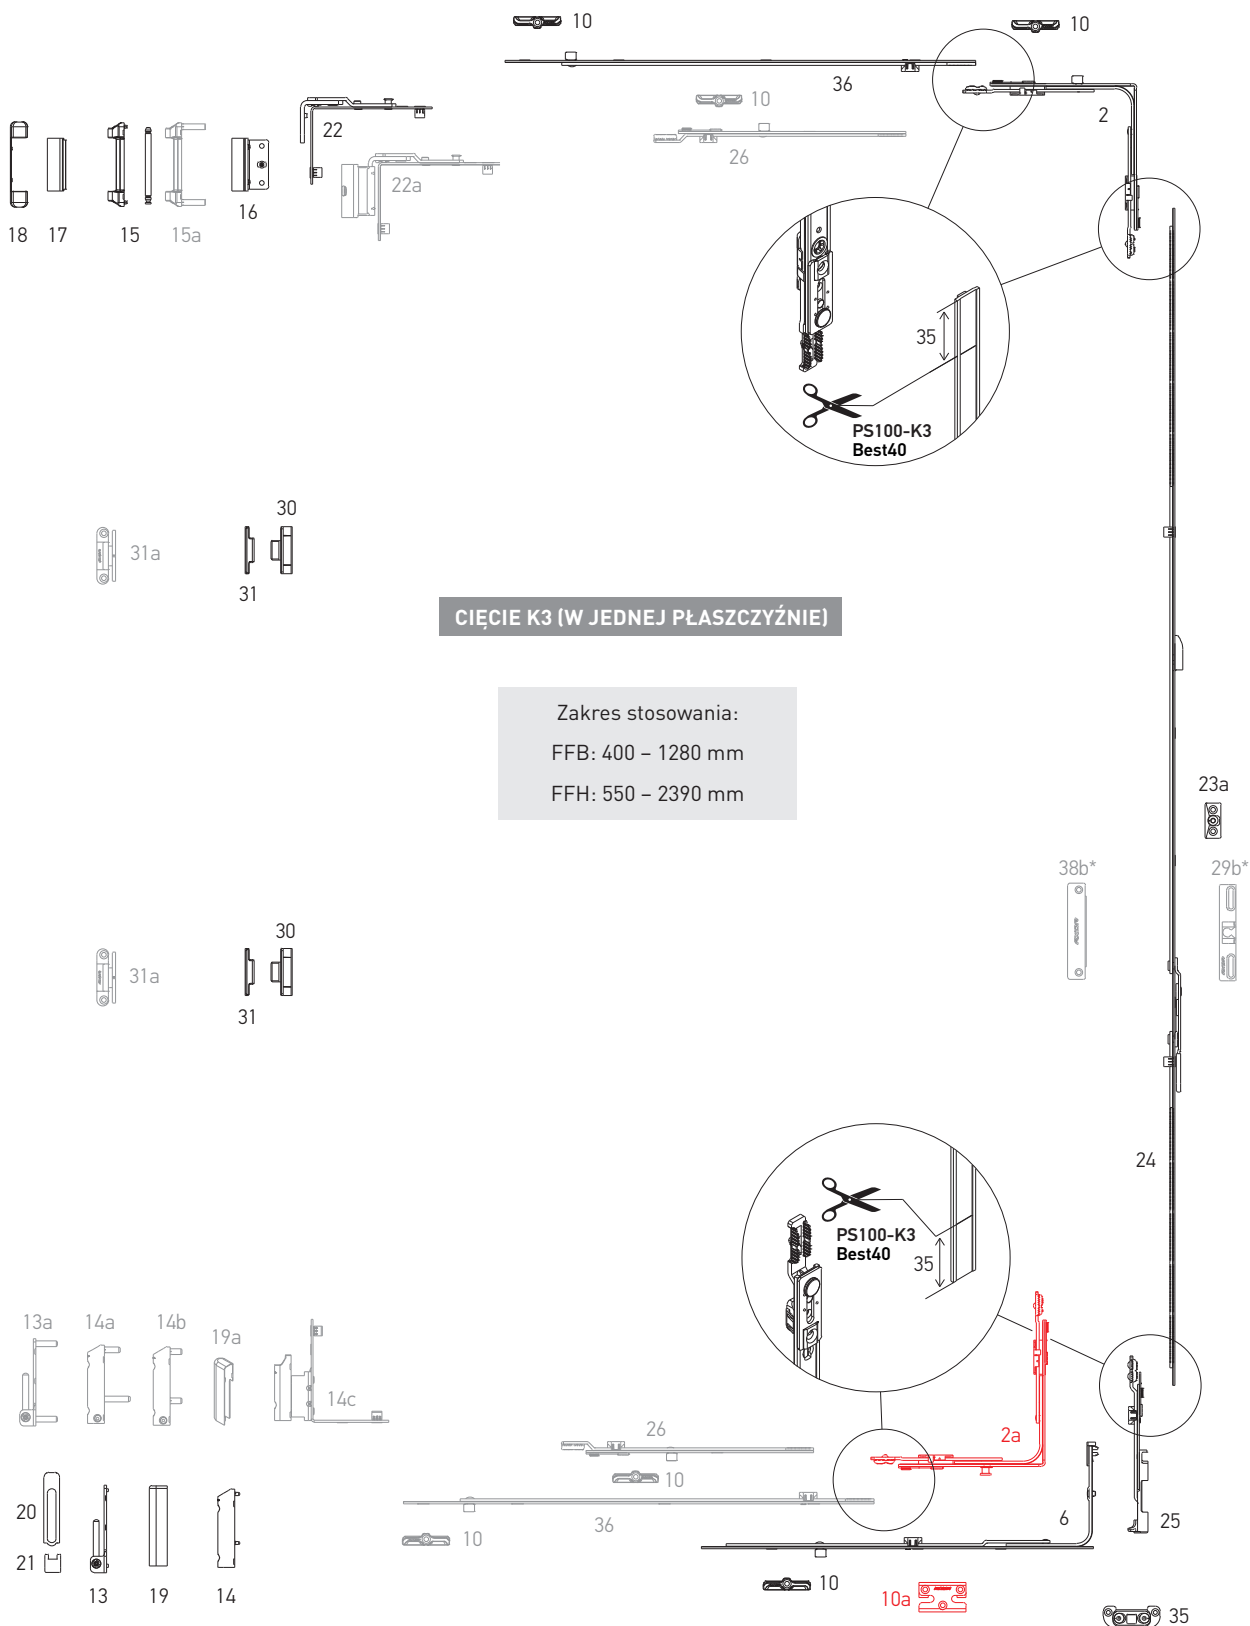 10
10
36
10
2
26
22
22a
18
17
15
15a
16
35
PS100-K3
Best40
30
31a
31
CIĘCIE K3 (W JEDNEJ PŁASZCZYŹNIE)
Zakres stosowania:
FFB: 400 – 1280 mm
FFH: 550 – 2390 mm
23a
38b*
29b*
30
31a
31
24
PS100-K3
Best40
35
13a
14a
14b
19a
14c
2a
26
10
20
36
6
25
10
21
13
19
14
10
10a
35